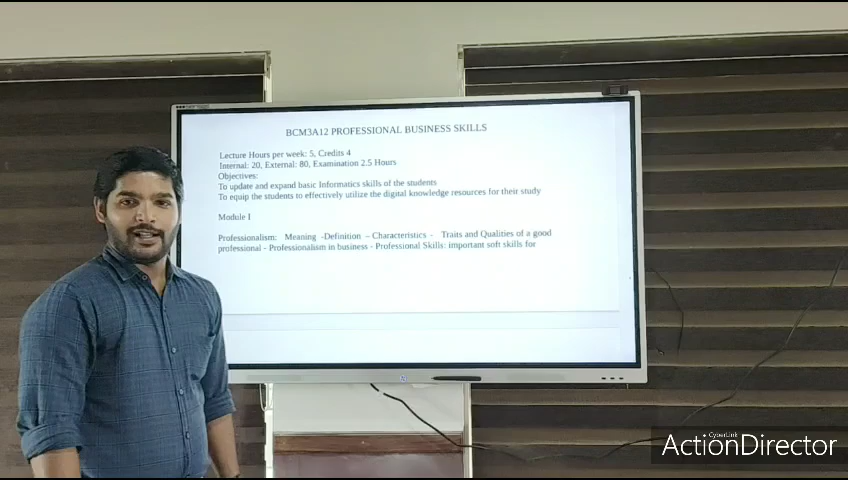 BCM3A12 PROFESSIONAL BUSINESS SKILLS
Lecture Hours per week: 5, Credits 4
Internal: 20, External: 80, Examination 2.5 Hours
Objectives:
To update and expand basic Informatics skills of the students
To equip the students to effectively utilize the digital knowledge resources for their study
Module I
Professionalism: Meaning -Definition – Characteristics - Traits and Qualities of a good
professional - Professionalism in business - Professional Skills: important soft skills for
CyberLink
ActionDirector